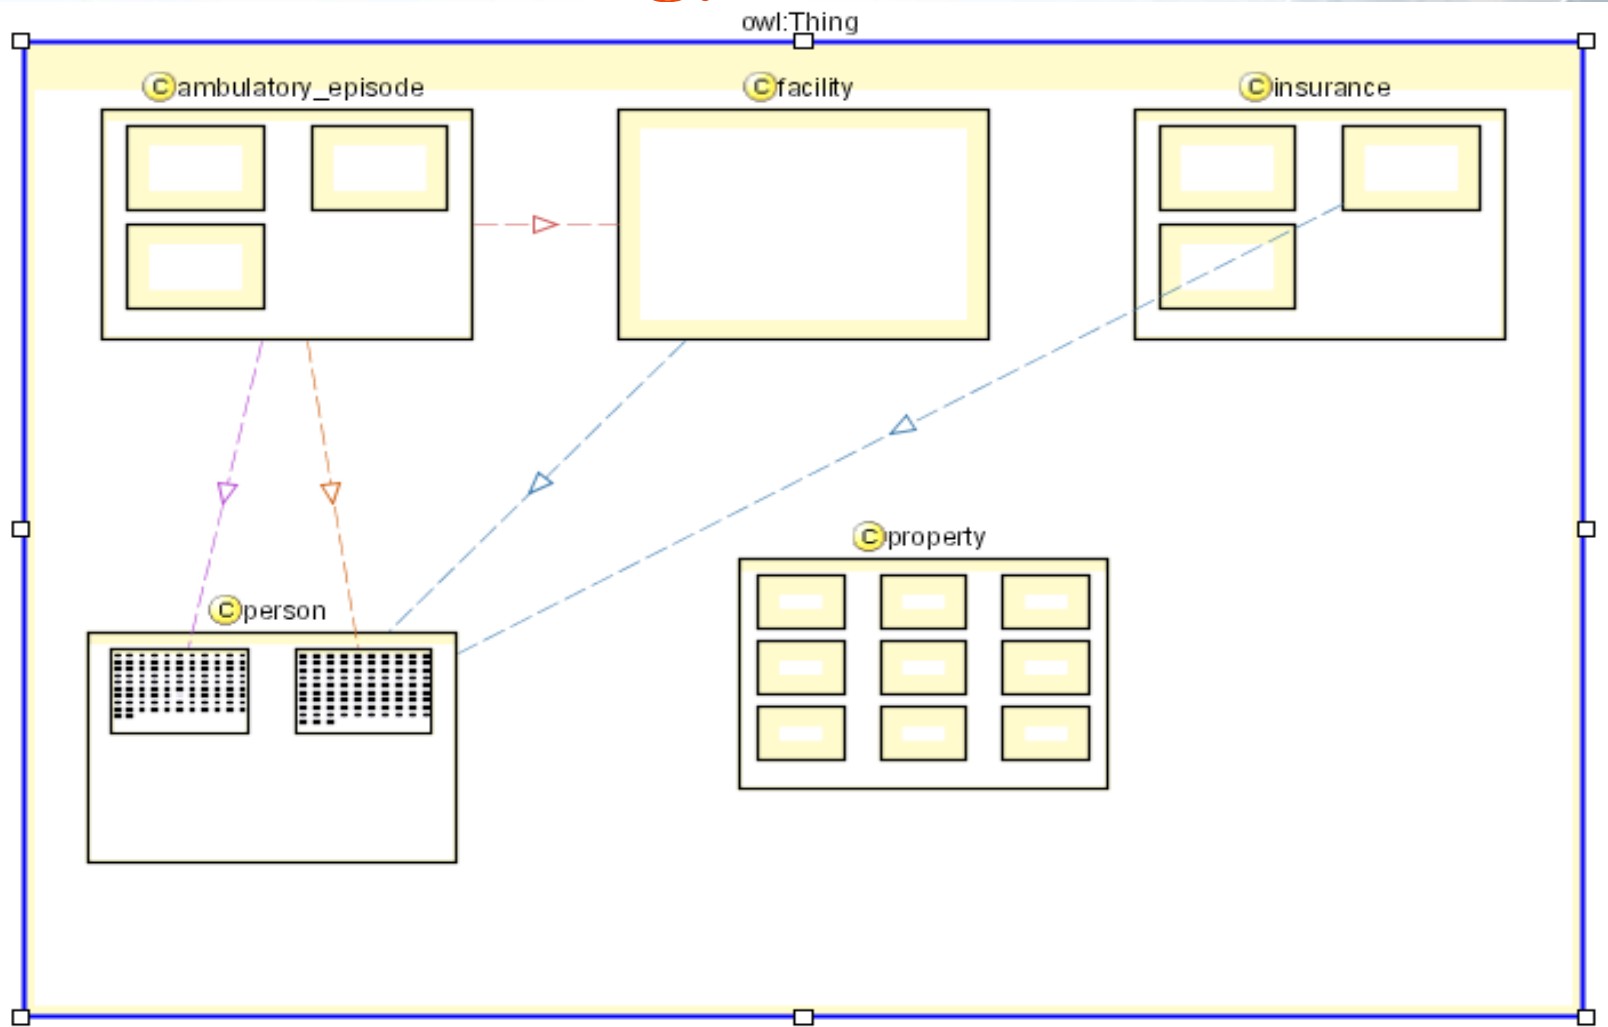 owl:Thing
C ambulatory_episode
C facility
C insurance
C property
C person